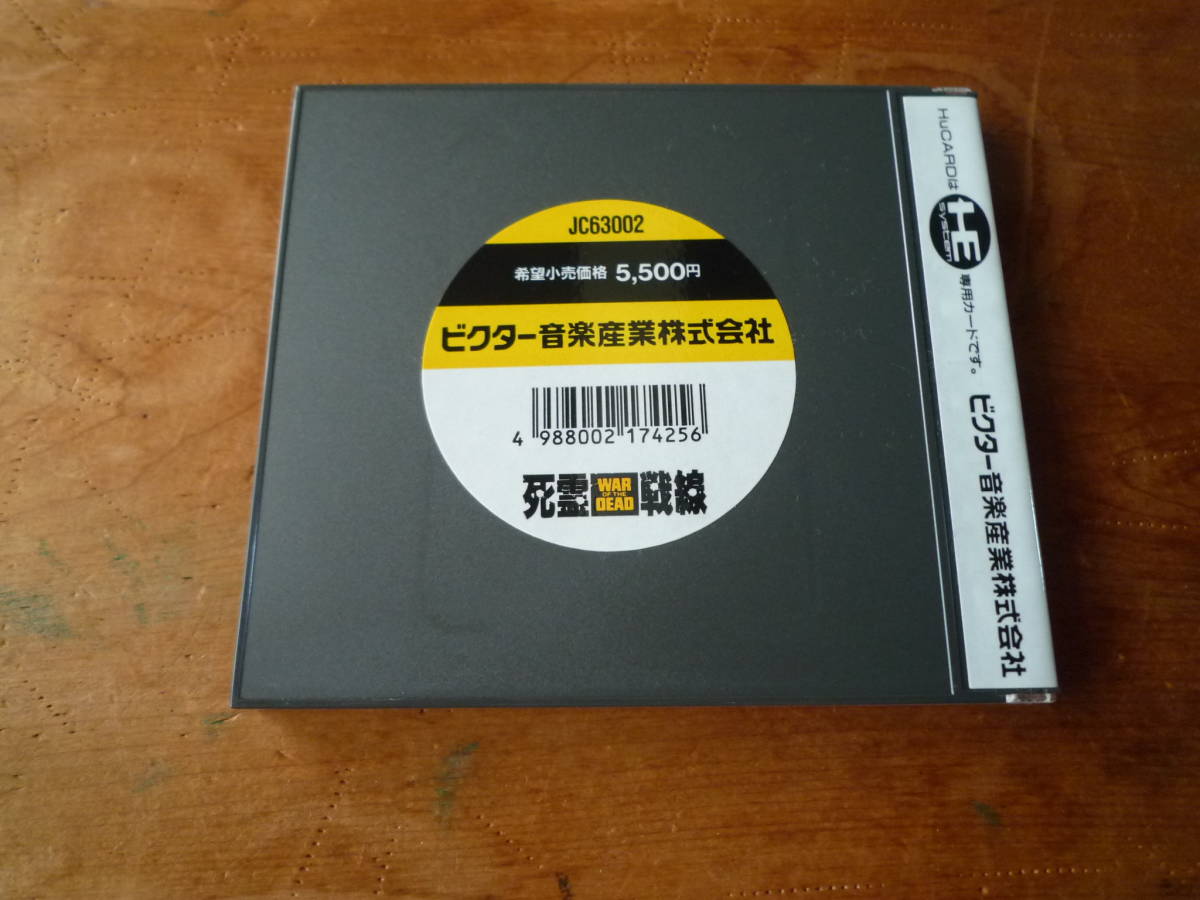 JC63002
希望小売価格 5,500円
ビクター音楽産業株式会社
4 988002 174256
死霊 WAR OF THE DEAD 戦線
HuCARDは HE system 専用カードです。 ビクター音楽産業株式会社